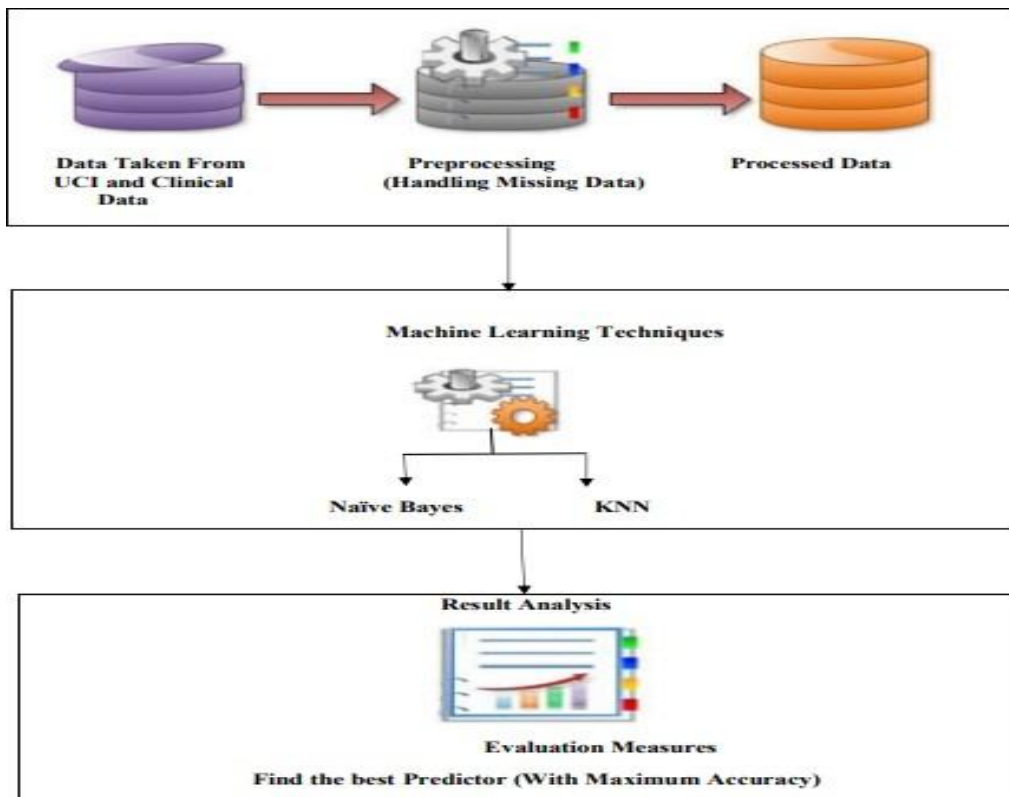 Data Taken From
UCI and Clinical
Data
Preprocessing
(Handling Missing Data)
Processed Data
Machine Learning Techniques
Naïve Bayes
KNN
Result Analysis
Evaluation Measures
Find the best Predictor (With Maximum Accuracy)